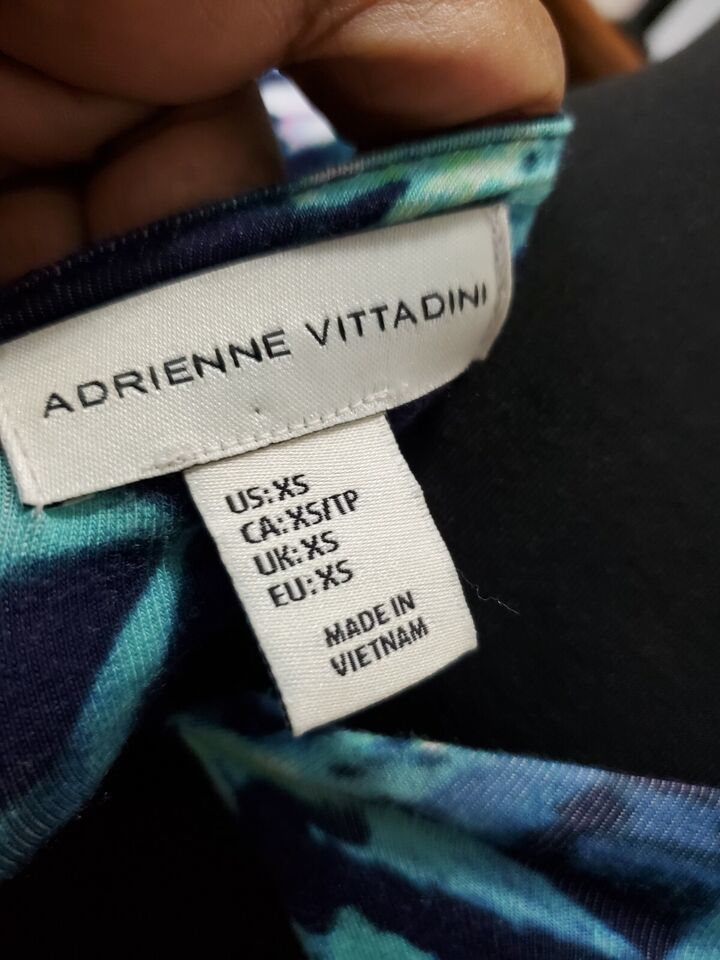 ADRIENNE VITTADINI
US: XS
CA: XS/TP
UK: XS
EU: XS
MADE IN
VIETNAM